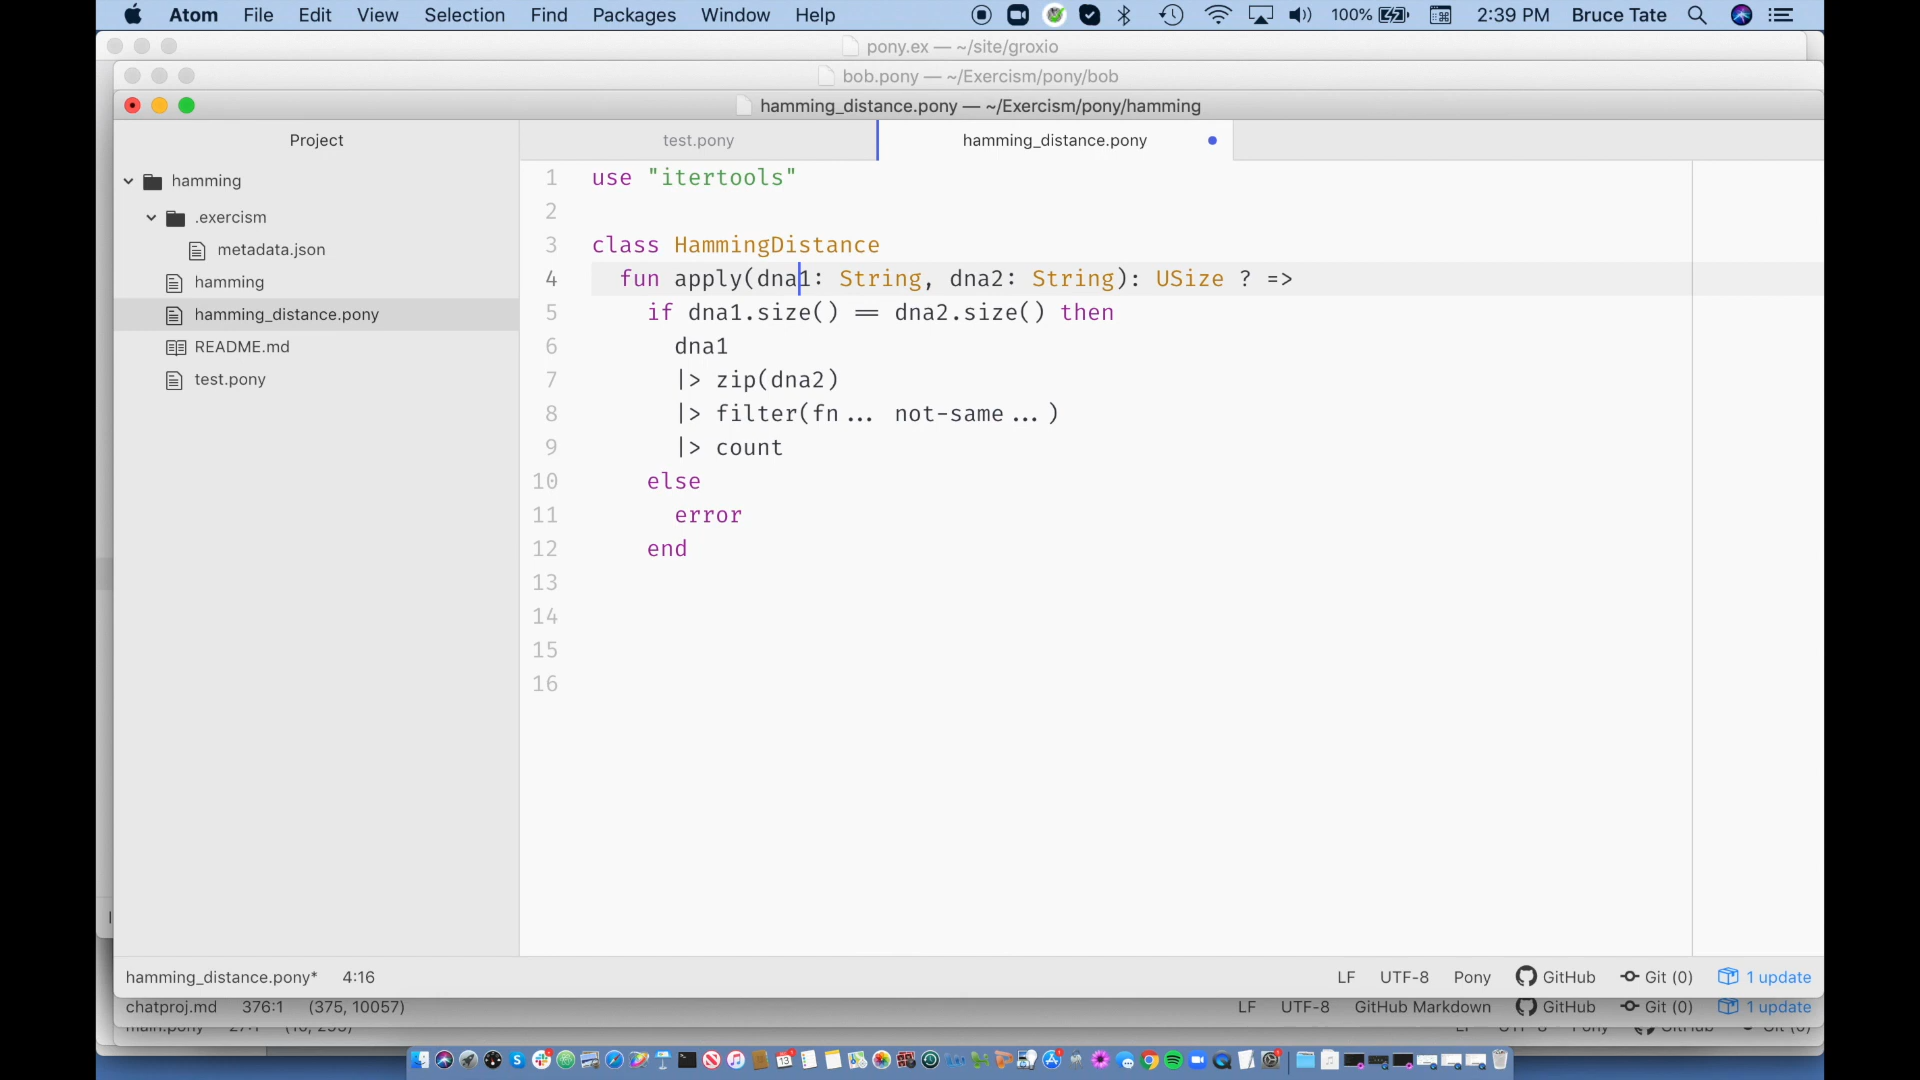 Atom File Edit View Selection Find Packages Window Help 100% 2:39 PM Bruce Tate
pony.ex — ~/site/groxio
bob.pony — ~/Exercism/pony/bob
hamming_distance.pony — ~/Exercism/pony/hamming
Project
test.pony
hamming_distance.pony
hamming
.exercism
metadata.json
hamming
hamming_distance.pony
README.md
test.pony
1 use "itertools"
2
3 class HammingDistance
4 fun apply(dna1: String, dna2: String): USize ? =>
5 if dna1.size() == dna2.size() then
6 dna1
7 |> zip(dna2)
8 |> filter(fn... not-same...)
9 |> count
10 else
11 error
12 end
13
14
15
16
hamming_distance.pony* 4:16 LF UTF-8 Pony GitHub Git (0) 1 update
chatproj.md 376:1 (375, 10057) LF UTF-8 GitHub Markdown GitHub Git (0) 1 update